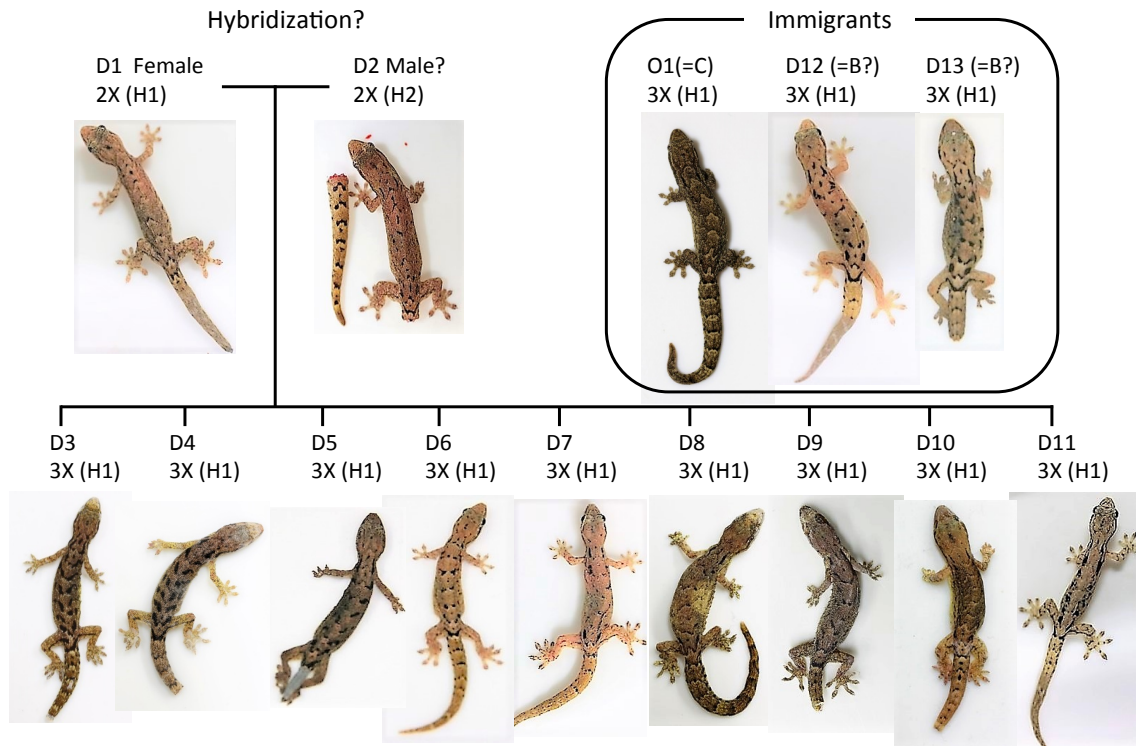 Hybridization?
Immigrants
D1 Female
2X (H1)
D2 Male?
2X (H2)
O1(=C)
3X (H1)
D12 (=B?)
3X (H1)
D13 (=B?)
3X (H1)
D3
3X (H1)
D4
3X (H1)
D5
3X (H1)
D6
3X (H1)
D7
3X (H1)
D8
3X (H1)
D9
3X (H1)
D10
3X (H1)
D11
3X (H1)